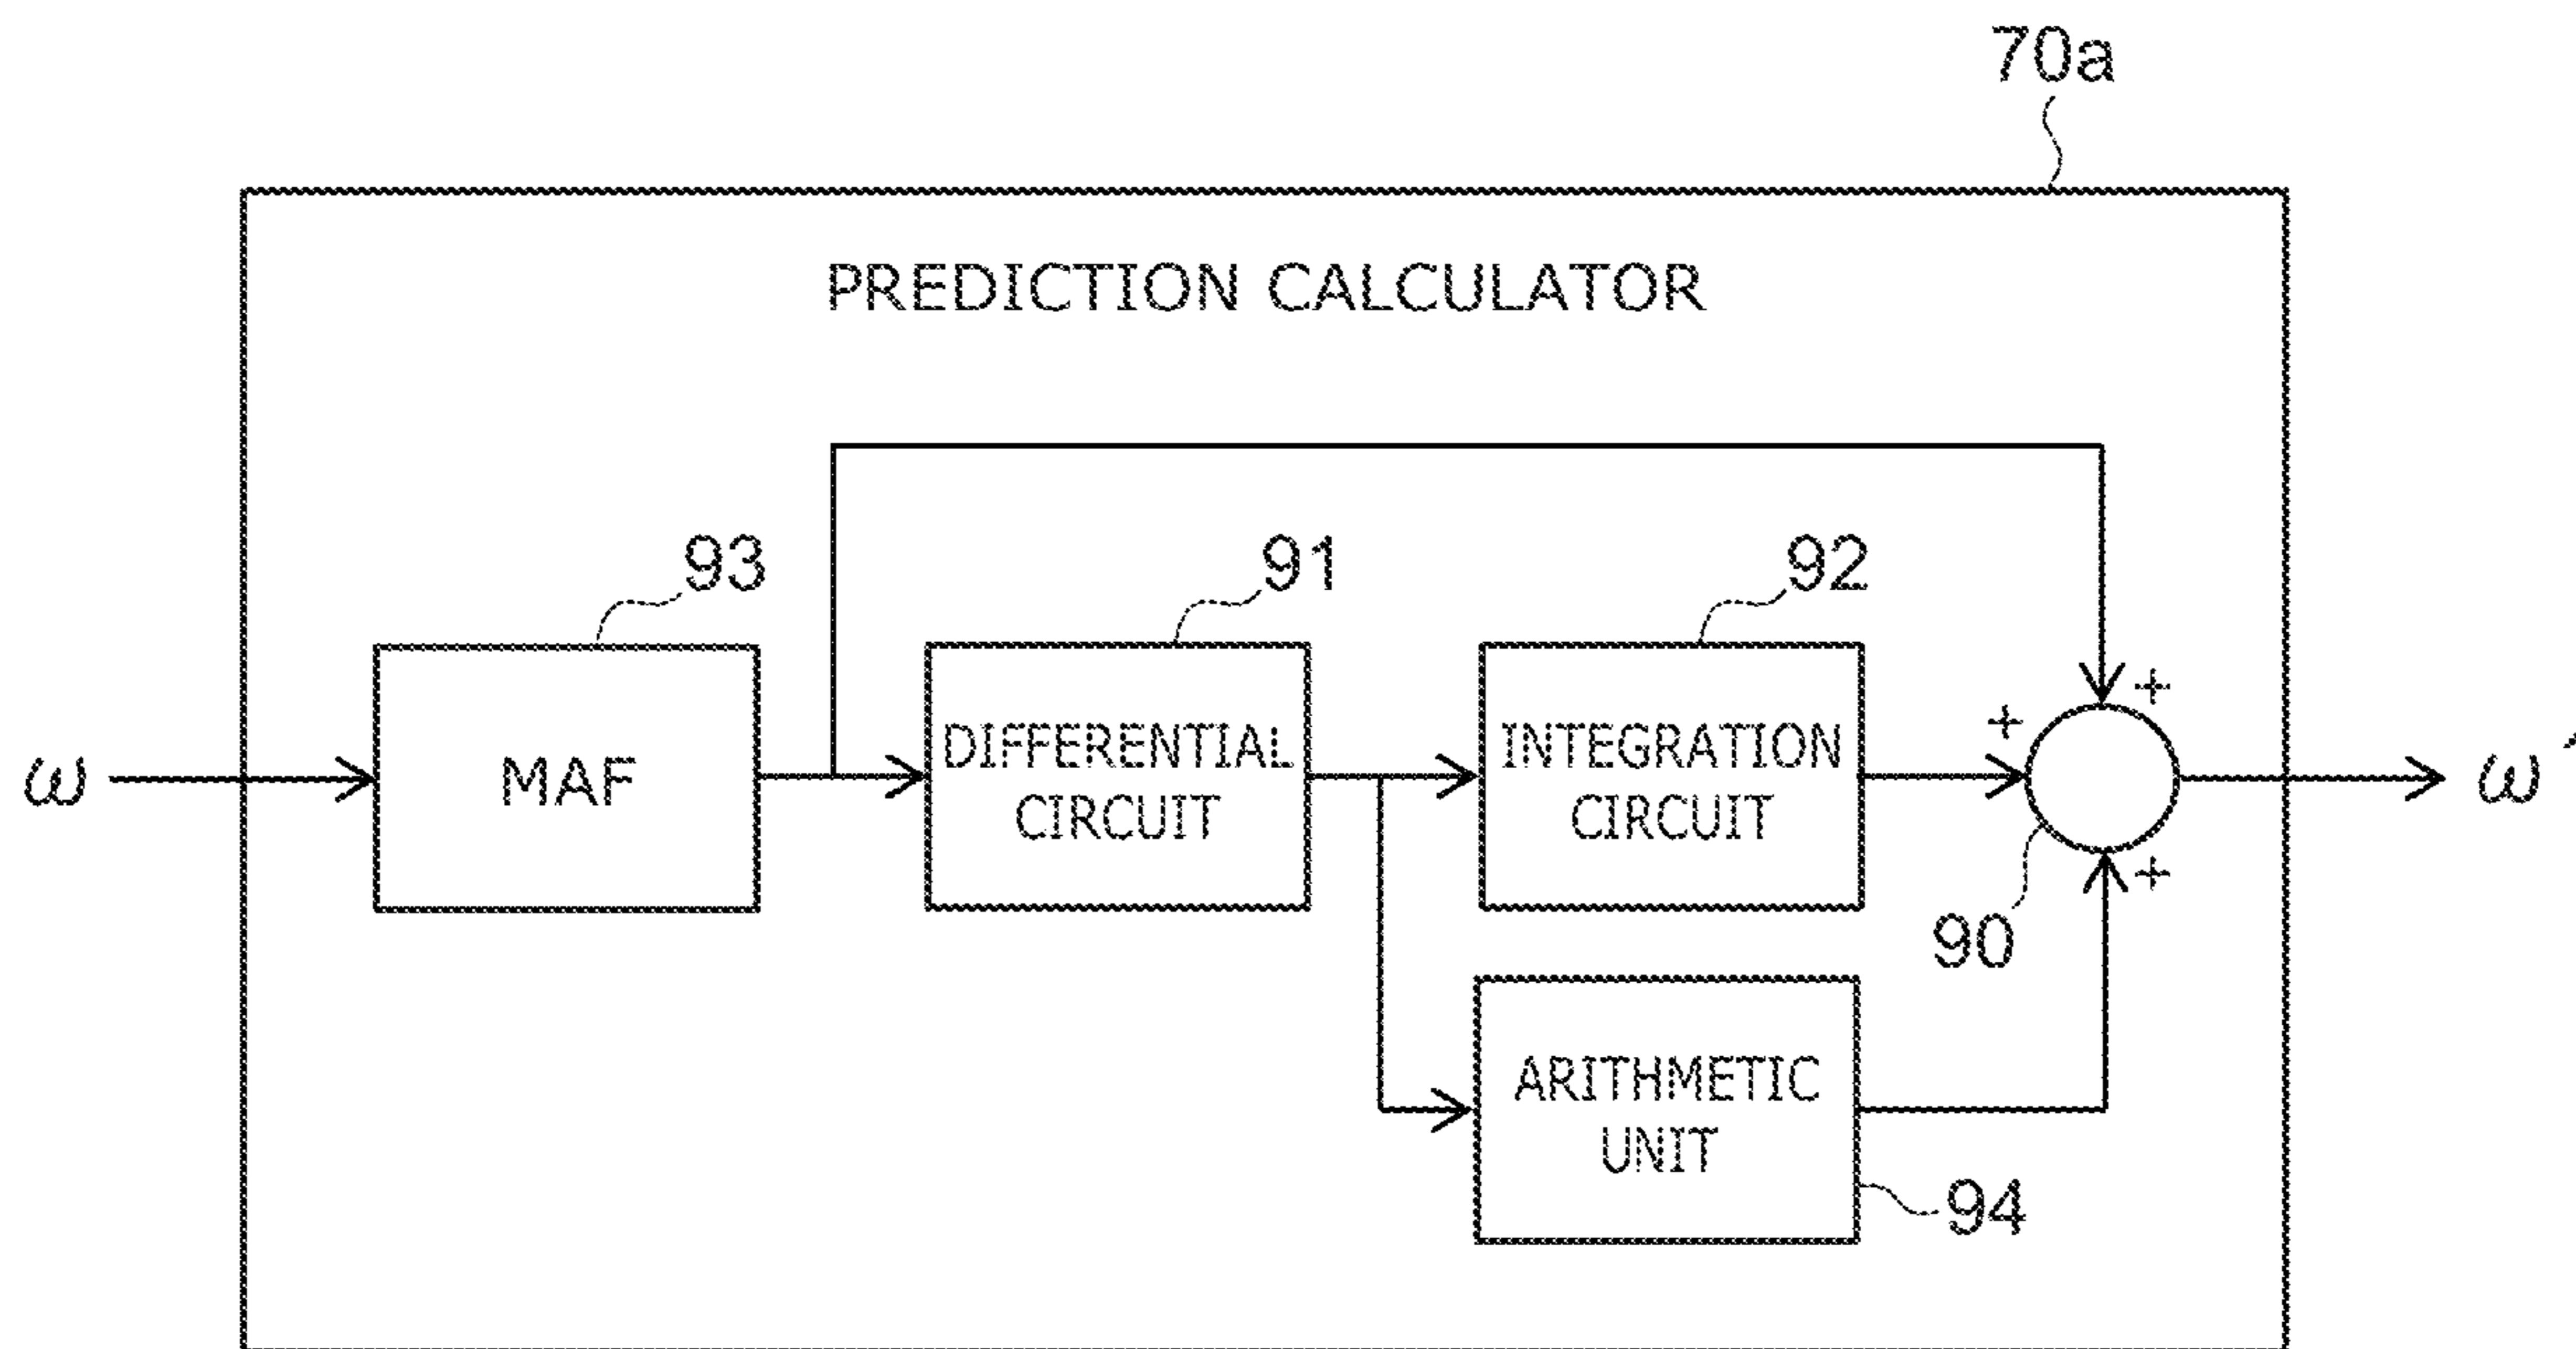 70a
PREDICTION CALCULATOR
93
91
92
ω
MAF
DIFFERENTIAL
CIRCUIT
INTEGRATION
CIRCUIT
+
+
+
90
ω´
ARITHMETIC
UNIT
94